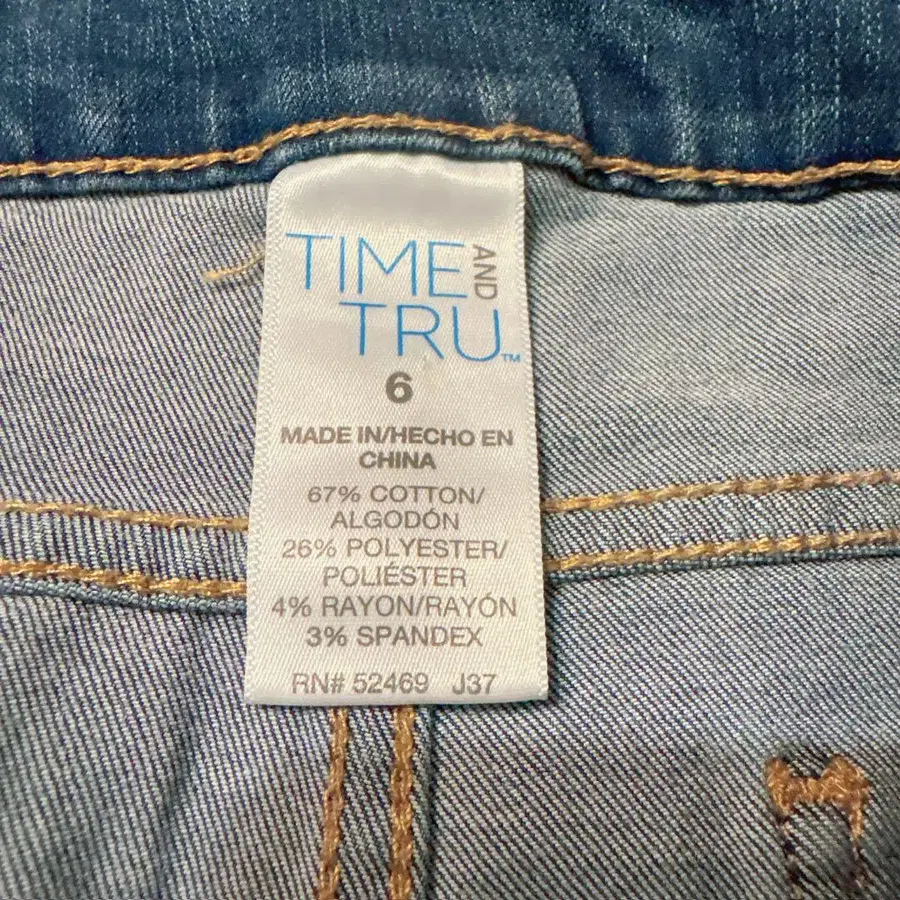 TIME AND
TRU™
6
MADE IN/HECHO EN
CHINA
67% COTTON/
ALGODÓN
26% POLYESTER/
POLIÉSTER
4% RAYON/RAYÓN
3% SPANDEX
RN# 52469 J37